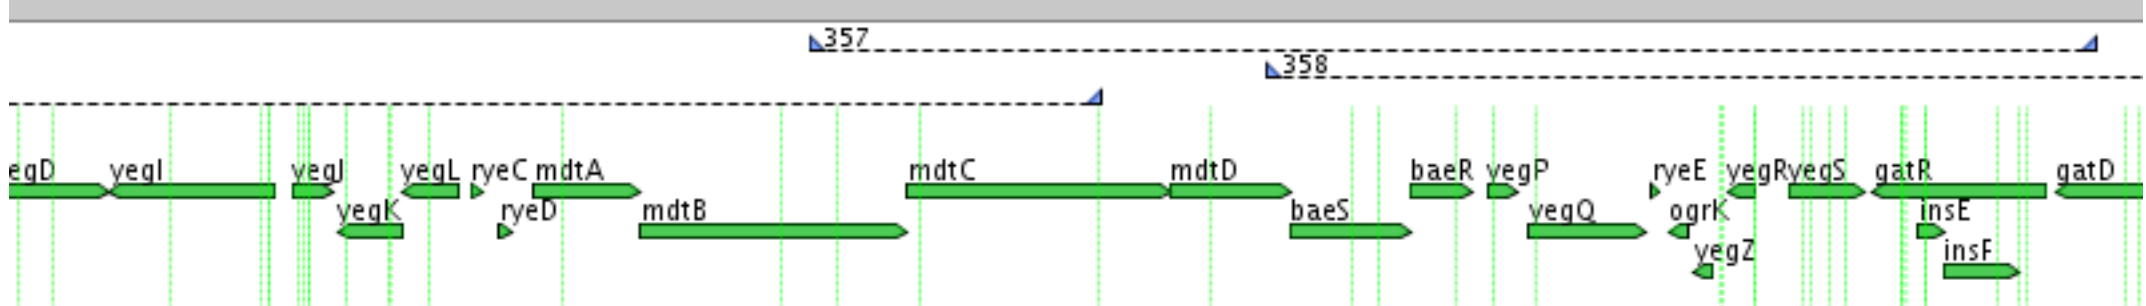 357
358
egD yegI yegJ yegL ryeC mdtA mdtC mdtD baeR yegP ryeE yegR yegS gatR gatD
yegK ryeD mdtB baeS yegQ ogrK insE
yegZ insF